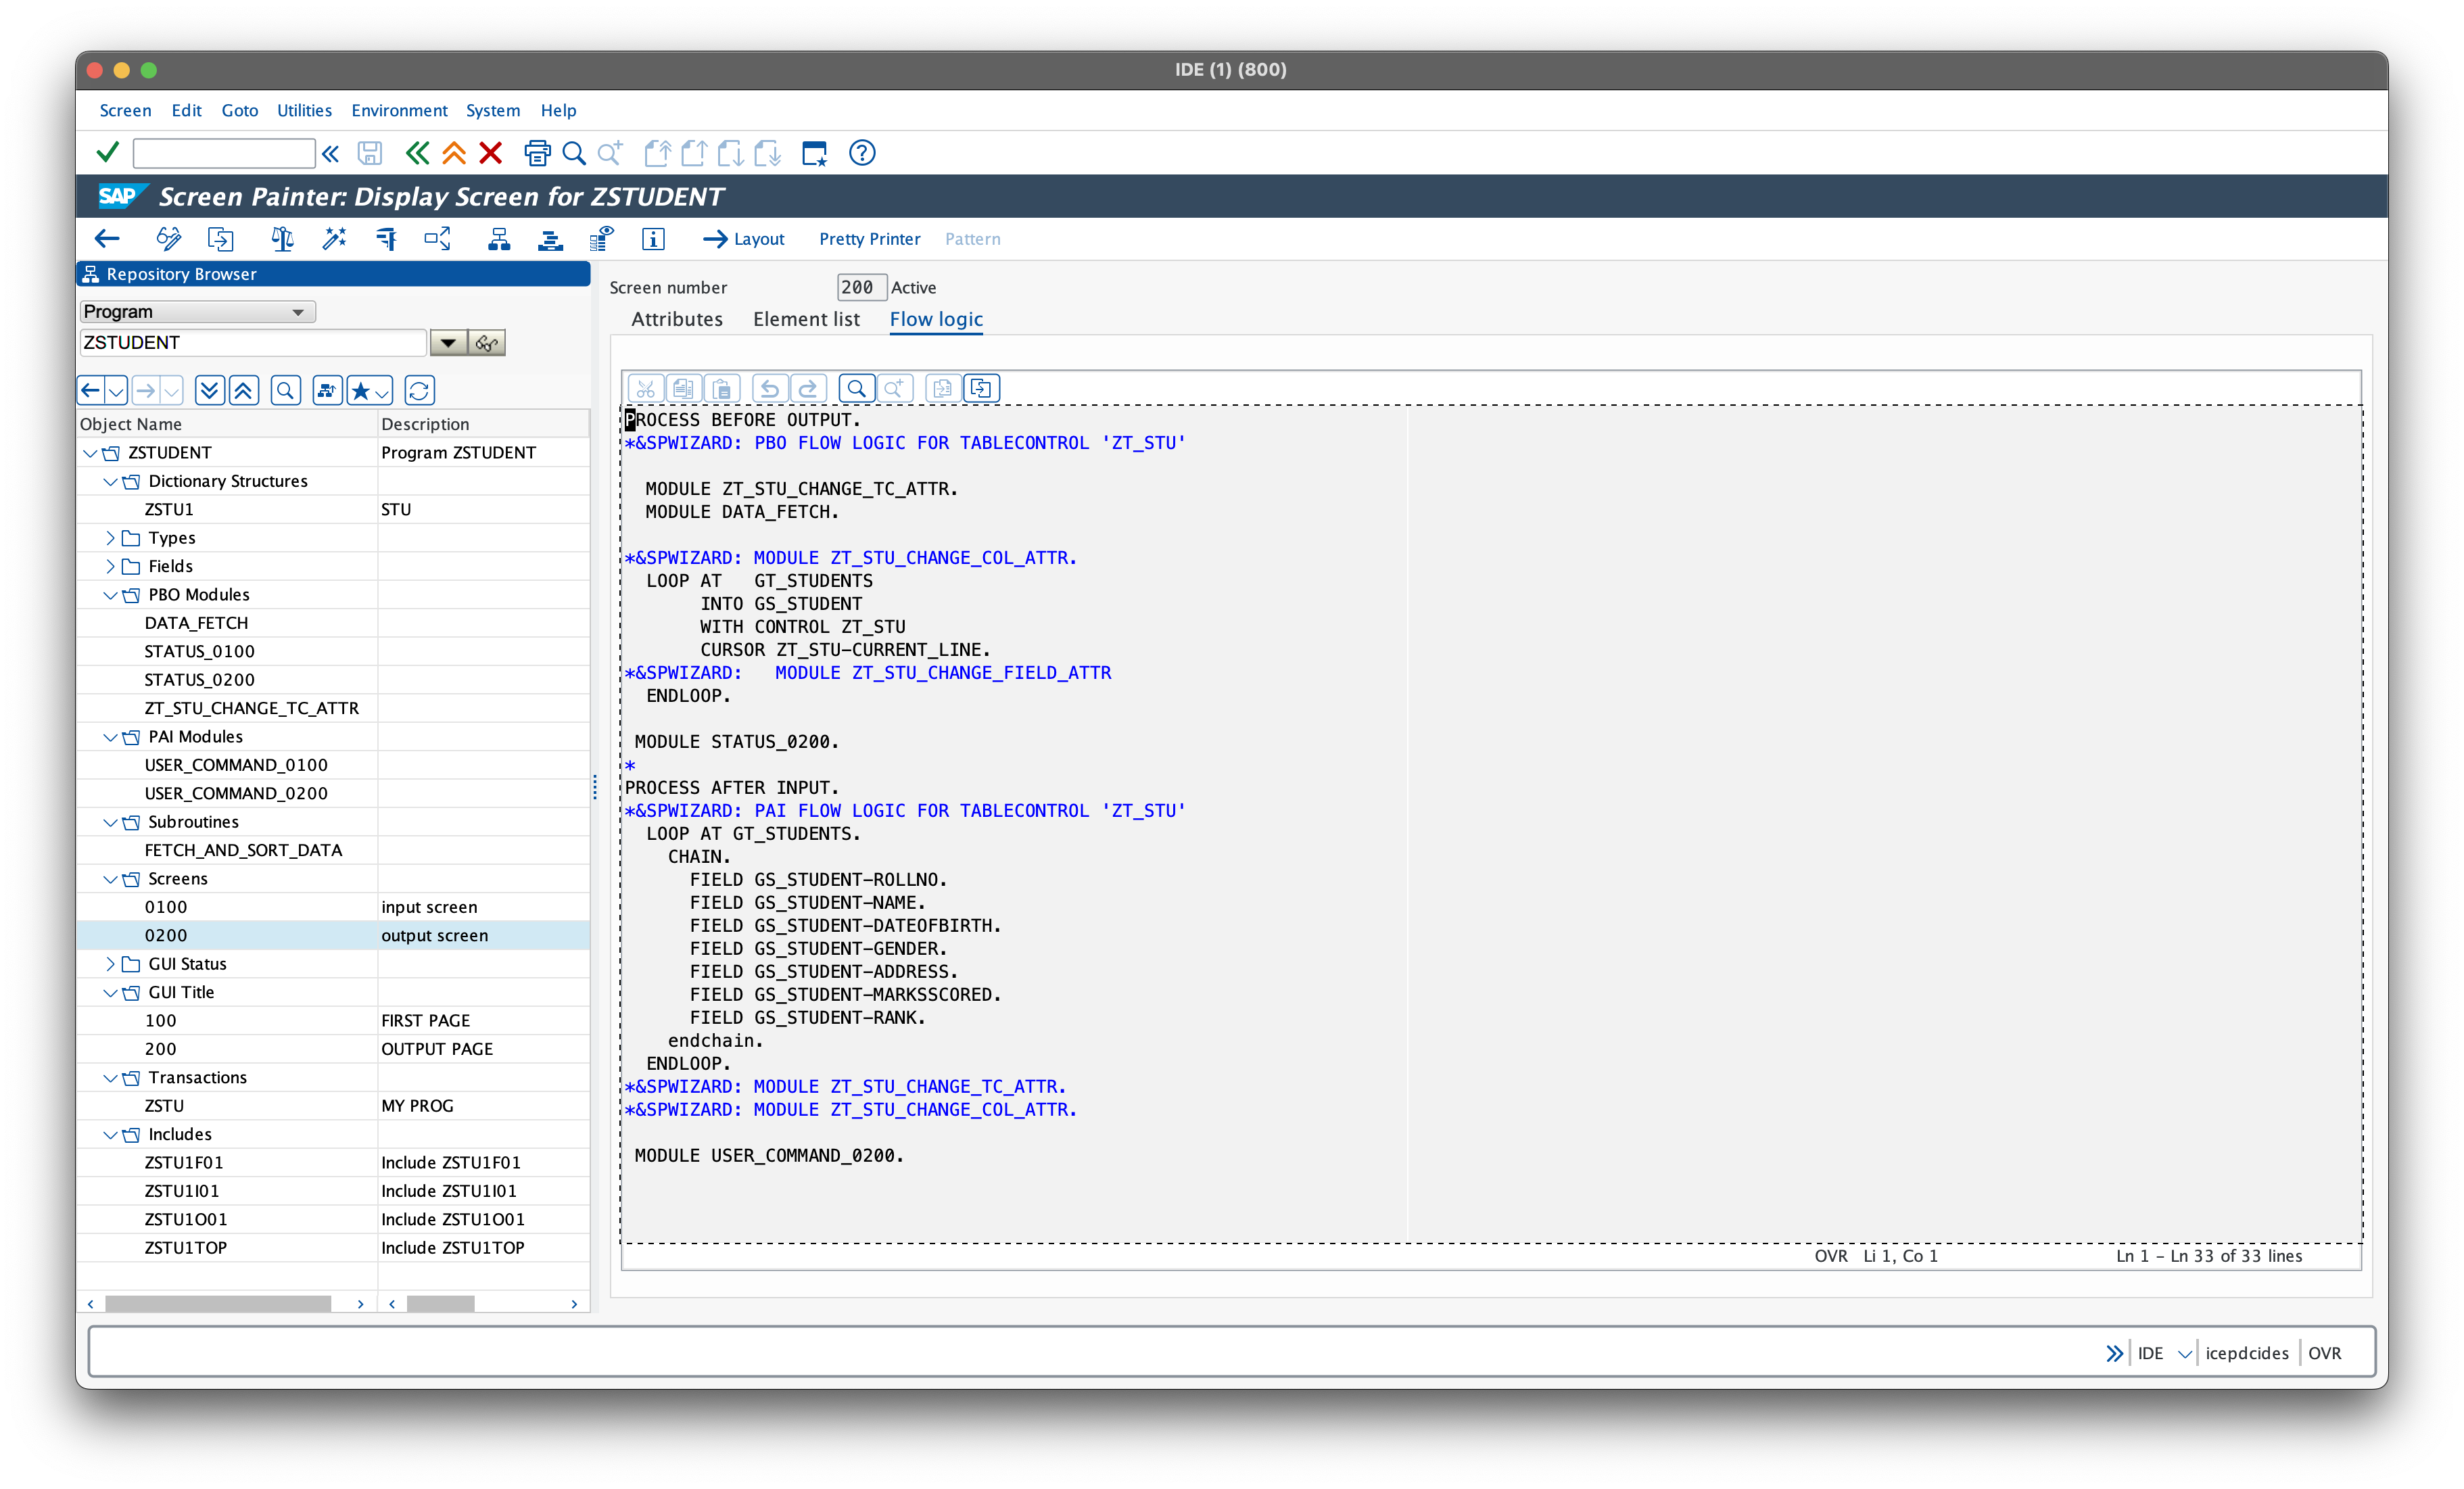 IDE (1) (800)
Screen Edit Goto Utilities Environment System Help
SAP Screen Painter: Display Screen for ZSTUDENT
Layout Pretty Printer Pattern
Repository Browser
Program
ZSTUDENT
Object Name Description
ZSTUDENT Program ZSTUDENT
Dictionary Structures
ZSTU1 STU
Types
Fields
PBO Modules
DATA_FETCH
STATUS_0100
STATUS_0200
ZT_STU_CHANGE_TC_ATTR
PAI Modules
USER_COMMAND_0100
USER_COMMAND_0200
Subroutines
FETCH_AND_SORT_DATA
Screens
0100 input screen
0200 output screen
GUI Status
GUI Title
100 FIRST PAGE
200 OUTPUT PAGE
Transactions
ZSTU MY PROG
Includes
ZSTU1F01 Include ZSTU1F01
ZSTU1I01 Include ZSTU1I01
ZSTU1O01 Include ZSTU1O01
ZSTU1TOP Include ZSTU1TOP
Screen number 200 Active
Attributes Element list Flow logic
PROCESS BEFORE OUTPUT.
*&SPWIZARD: PBO FLOW LOGIC FOR TABLECONTROL 'ZT_STU'
MODULE ZT_STU_CHANGE_TC_ATTR.
MODULE DATA_FETCH.
*&SPWIZARD: MODULE ZT_STU_CHANGE_COL_ATTR.
LOOP AT GT_STUDENTS
INTO GS_STUDENT
WITH CONTROL ZT_STU
CURSOR ZT_STU-CURRENT_LINE.
*&SPWIZARD: MODULE ZT_STU_CHANGE_FIELD_ATTR
ENDLOOP.
MODULE STATUS_0200.
*
PROCESS AFTER INPUT.
*&SPWIZARD: PAI FLOW LOGIC FOR TABLECONTROL 'ZT_STU'
LOOP AT GT_STUDENTS.
CHAIN.
FIELD GS_STUDENT-ROLLNO.
FIELD GS_STUDENT-NAME.
FIELD GS_STUDENT-DATEOFBIRTH.
FIELD GS_STUDENT-GENDER.
FIELD GS_STUDENT-ADDRESS.
FIELD GS_STUDENT-MARKSSCORED.
FIELD GS_STUDENT-RANK.
endchain.
ENDLOOP.
*&SPWIZARD: MODULE ZT_STU_CHANGE_TC_ATTR.
*&SPWIZARD: MODULE ZT_STU_CHANGE_COL_ATTR.
MODULE USER_COMMAND_0200.
OVR Li 1, Co 1 Ln 1 - Ln 33 of 33 lines
IDE icepdcides OVR